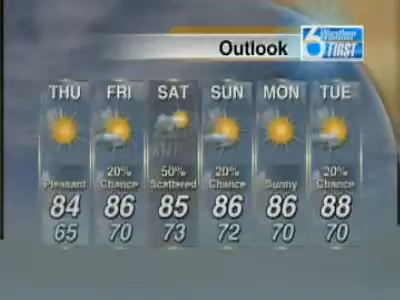 Outlook
6 Weather
FIRST
THU FRI SAT SUN MON TUE
20% 50% 20% 20%
Pleasant Chance Scattered Chance Sunny Chance
84 86 85 86 86 88
65 70 73 72 70 70